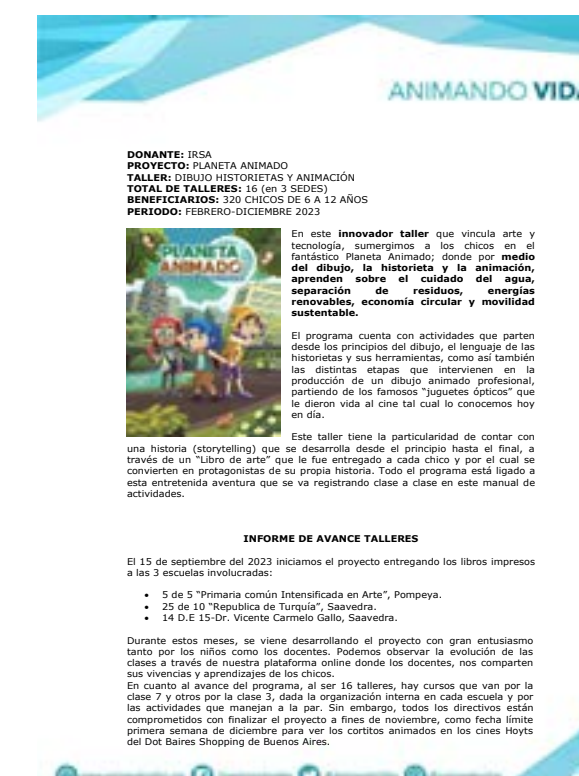 ANIMANDO VIDA
DONANTE: IRSA
PROYECTO: PLANETA ANIMADO
TALLER: DIBUJO HISTORIETAS Y ANIMACIÓN
TOTAL DE TALLERES: 16 (en 3 SEDES)
BENEFICIARIOS: 320 CHICOS DE 6 A 12 AÑOS
PERIODO: FEBRERO-DICIEMBRE 2023
PLANETA
ANIMADO
En este innovador taller que vincula arte y
tecnología, sumergimos a los chicos en el
fantástico Planeta Animado; donde por medio
del dibujo, la historieta y la animación,
aprenden sobre el cuidado del agua,
separación de residuos, energías
renovables, economía circular y movilidad
sustentable.
El programa cuenta con actividades que parten
desde los principios del dibujo, el lenguaje de las
historietas y sus herramientas, como así también
las distintas etapas que intervienen en la
producción de un dibujo animado profesional,
partiendo de los famosos “juguetes ópticos” que
le dieron vida al cine tal cual lo conocemos hoy
en día.
Este taller tiene la particularidad de contar con
una historia (storytelling) que se desarrolla desde el principio hasta el final, a
través de un “Libro de arte” que le fue entregado a cada chico y por el cual se
convierten en protagonistas de su propia historia. Todo el programa está ligado a
esta entretenida aventura que se va registrando clase a clase en este manual de
actividades.
INFORME DE AVANCE TALLERES
El 15 de septiembre del 2023 iniciamos el proyecto entregando los libros impresos
a las 3 escuelas involucradas:
• 5 de 5 “Primaria común Intensificada en Arte”, Pompeya.
• 25 de 10 “Republica de Turquía”, Saavedra.
• 14 D.E 15-Dr. Vicente Carmelo Gallo, Saavedra.
Durante estos meses, se viene desarrollando el proyecto con gran entusiasmo
tanto por los niños como los docentes. Podemos observar la evolución de las
clases a través de nuestra plataforma online donde los docentes, nos comparten
sus vivencias y aprendizajes de los chicos.
En cuanto al avance del programa, al ser 16 talleres, hay cursos que van por la
clase 7 y otros por la clase 3, dada la organización interna en cada escuela y por
las actividades que manejan a la par. Sin embargo, todos los directivos están
comprometidos con finalizar el proyecto a fines de noviembre, como fecha límite
primera semana de diciembre para ver los cortitos animados en los cines Hoyts
del Dot Baires Shopping de Buenos Aires.